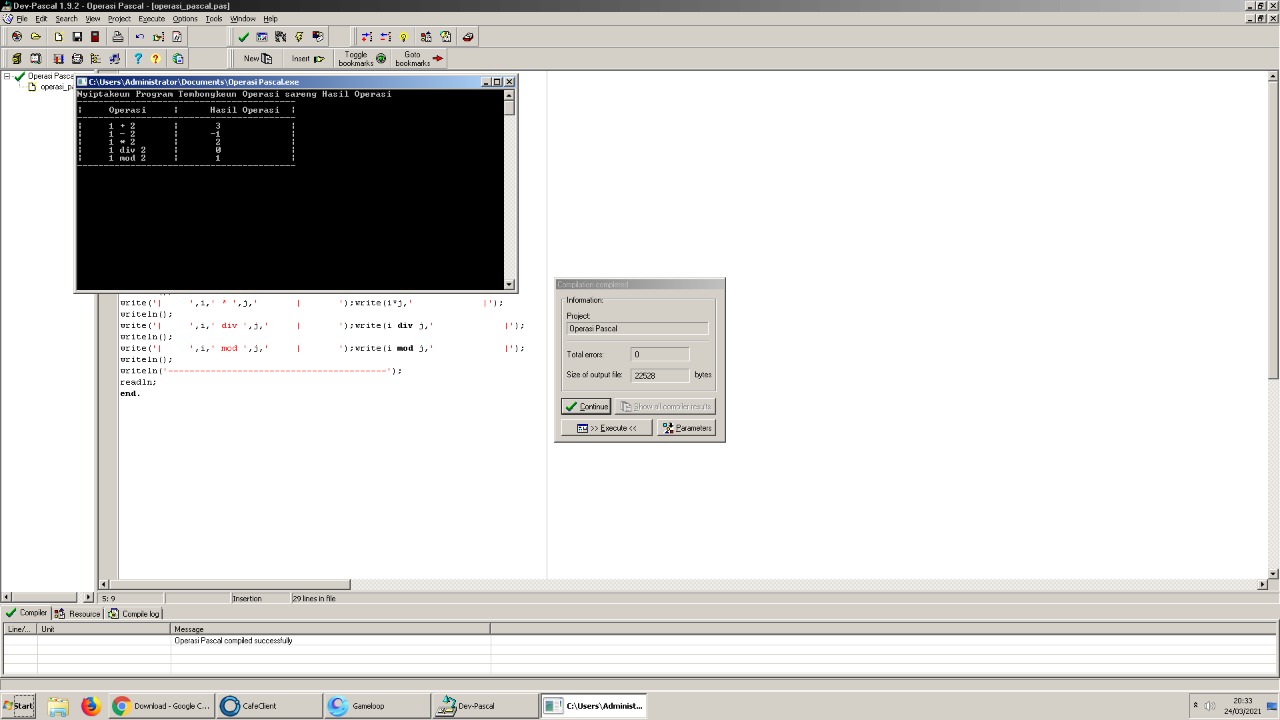 Dev-Pascal 1.9.2 - Operasi Pascal - [operasi_pascal.pas]
File Edit Search View Project Execute Options Tools Window Help
New Insert Toggle bookmarks Goto bookmarks
Operasi Pasca
operasi_p
C:\Users\Administrator\Documents\Operasi Pascal.exe
Nyiptakeun Program Tembongkeun Operasi sareng Hasil Operasi
---------------------------------------
| Operasi | Hasil Operasi |
---------------------------------------
| 1 + 2 | 3 |
| 1 - 2 | -1 |
| 1 * 2 | 2 |
| 1 div 2 | 0 |
| 1 mod 2 | 1 |
---------------------------------------
write('| ',i,' * ',j,' | ');write(i*j,' |');
writeln();
write('| ',i,' div ',j,' | ');write(i div j,' |');
writeln();
write('| ',i,' mod ',j,' | ');write(i mod j,' |');
writeln();
writeln('-----------------------------------------');
readln;
end.
Compilation completed
Information:
Project:
Operasi Pascal
Total errors: 0
Size of output file: 22528 bytes
Continue Show all compiler results
>> Execute << Parameters
5: 9 Insertion 29 lines in file
Compiler Resource Compile log
Line/... Unit Message
Operasi Pascal compiled successfully
Start Download - Google C... CafeClient Gameloop Dev-Pascal C:\Users\Administ...
20:33
24/03/2021